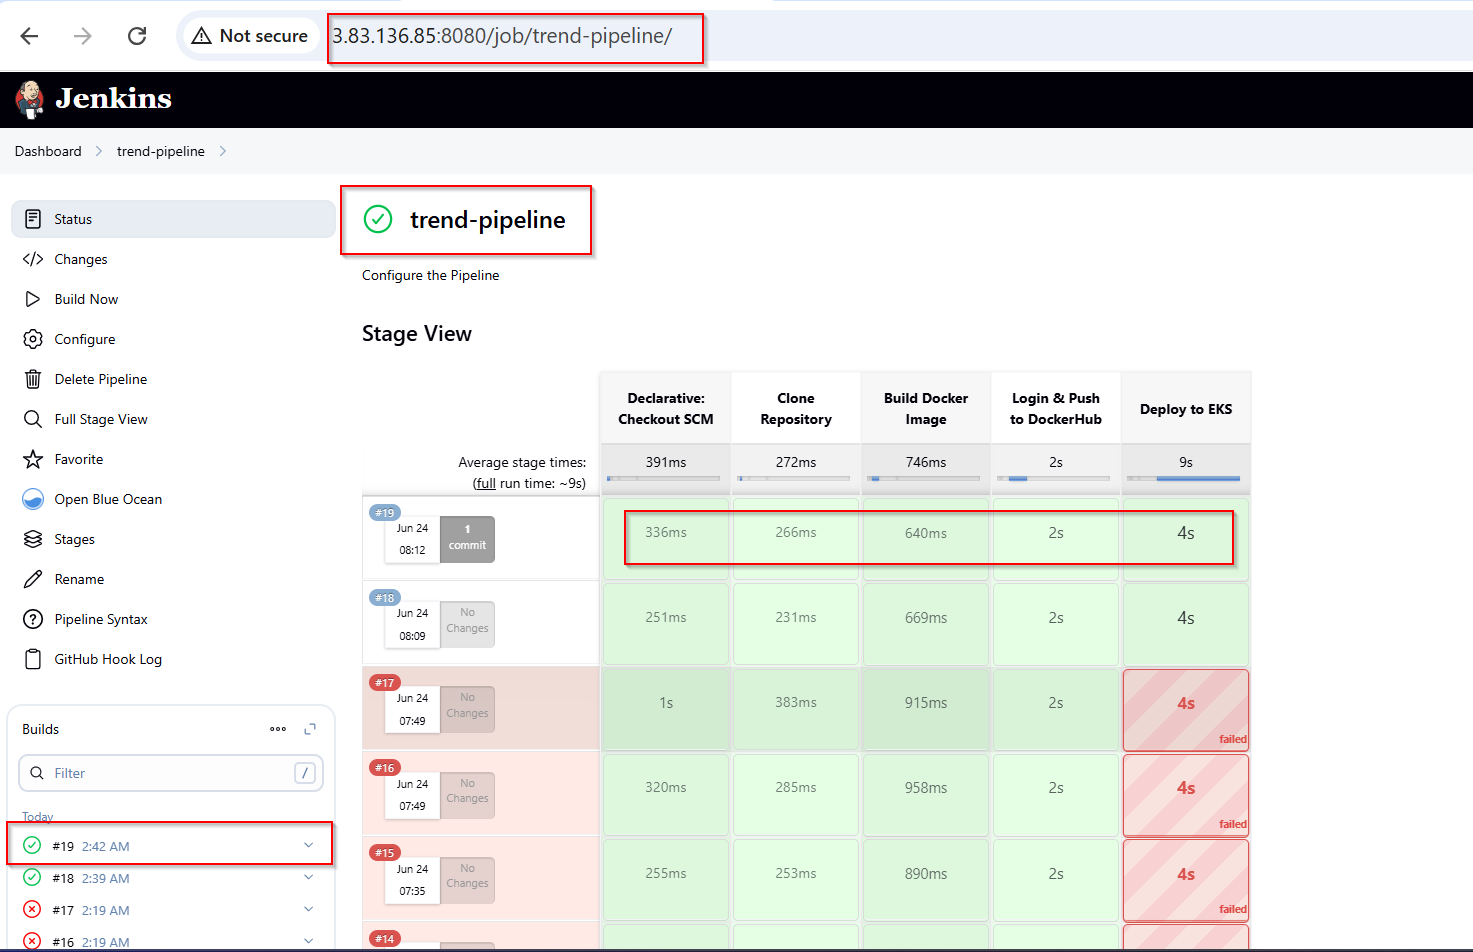 Not secure
3.83.136.85:8080/job/trend-pipeline/
Jenkins
Dashboard
trend-pipeline
Status
Changes
Build Now
Configure
Delete Pipeline
Full Stage View
Favorite
Open Blue Ocean
Stages
Rename
Pipeline Syntax
GitHub Hook Log
Builds
Filter
/
Today
#19 2:42 AM
#18 2:39 AM
#17 2:19 AM
#16 2:19 AM
trend-pipeline
Configure the Pipeline
Stage View
Declarative: Checkout SCM
Clone Repository
Build Docker Image
Login & Push to DockerHub
Deploy to EKS
Average stage times:
(full run time: ~9s)
391ms 272ms 746ms 2s 9s
#19
Jun 24
08:12
1 commit
336ms 266ms 640ms 2s 4s
#18
Jun 24
08:09
No Changes
251ms 231ms 669ms 2s 4s
#17
Jun 24
07:49
No Changes
1s 383ms 915ms 2s 4s
failed
#16
Jun 24
07:49
No Changes
320ms 285ms 958ms 2s 4s
failed
#15
Jun 24
07:35
No Changes
255ms 253ms 890ms 2s 4s
failed
#14